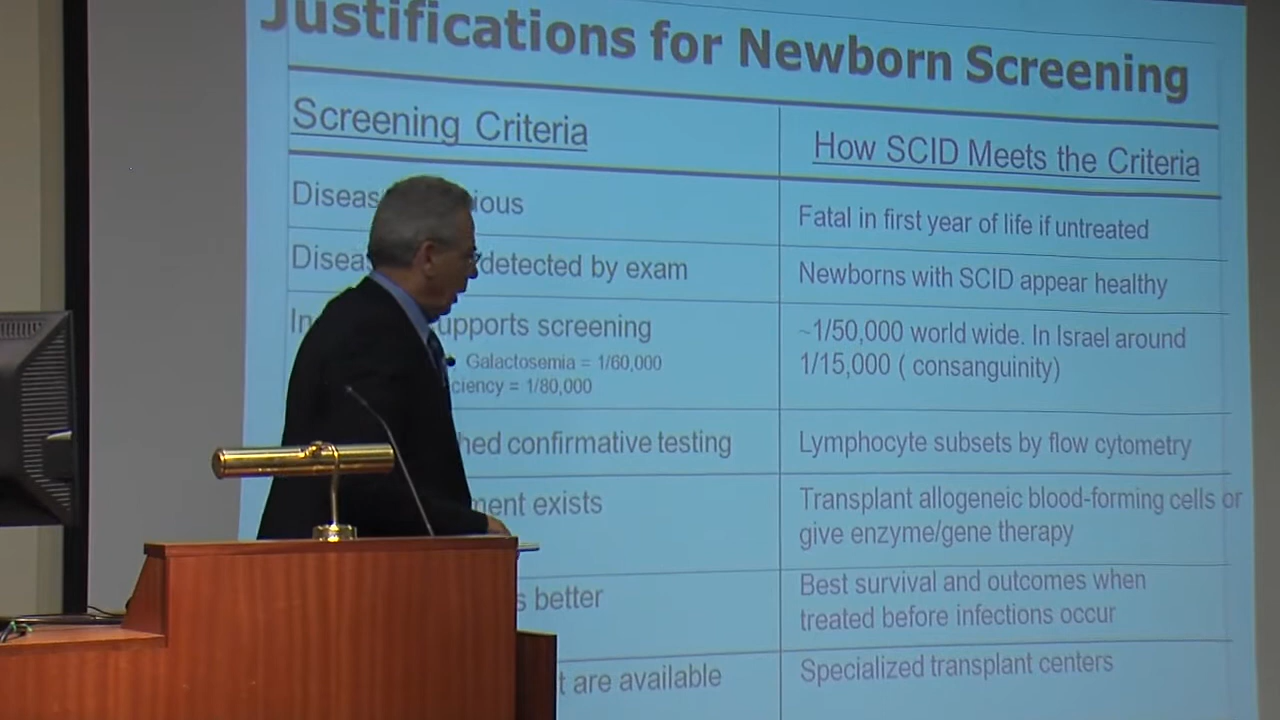 Justifications for Newborn Screening
Screening Criteria
How SCID Meets the Criteria
Fatal in first year of life if untreated
detected by exam
Newborns with SCID appear healthy
screening
~1/50,000 world wide. In Israel around
1/15,000 ( consanguinity)
Galactosemia = 1/60,000
= 1/80,000
confirmative testing
Lymphocyte subsets by flow cytometry
exists
Transplant allogeneic blood-forming cells or
give enzyme/gene therapy
better
Best survival and outcomes when
treated before infections occur
are available
Specialized transplant centers